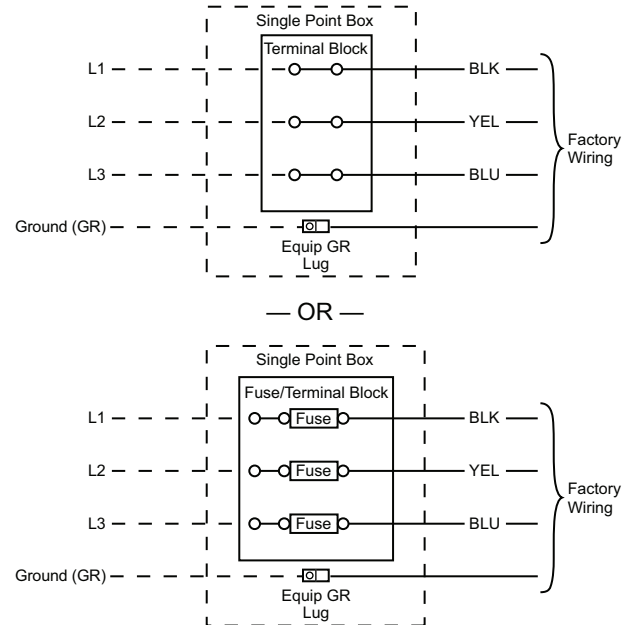 Single Point Box
Terminal Block
L1
BLK
L2
YEL
L3
BLU
Factory
Wiring
Ground (GR)
Equip GR
Lug
— OR —
Single Point Box
Fuse/Terminal Block
L1
Fuse
BLK
L2
Fuse
YEL
L3
Fuse
BLU
Factory
Wiring
Ground (GR)
Equip GR
Lug